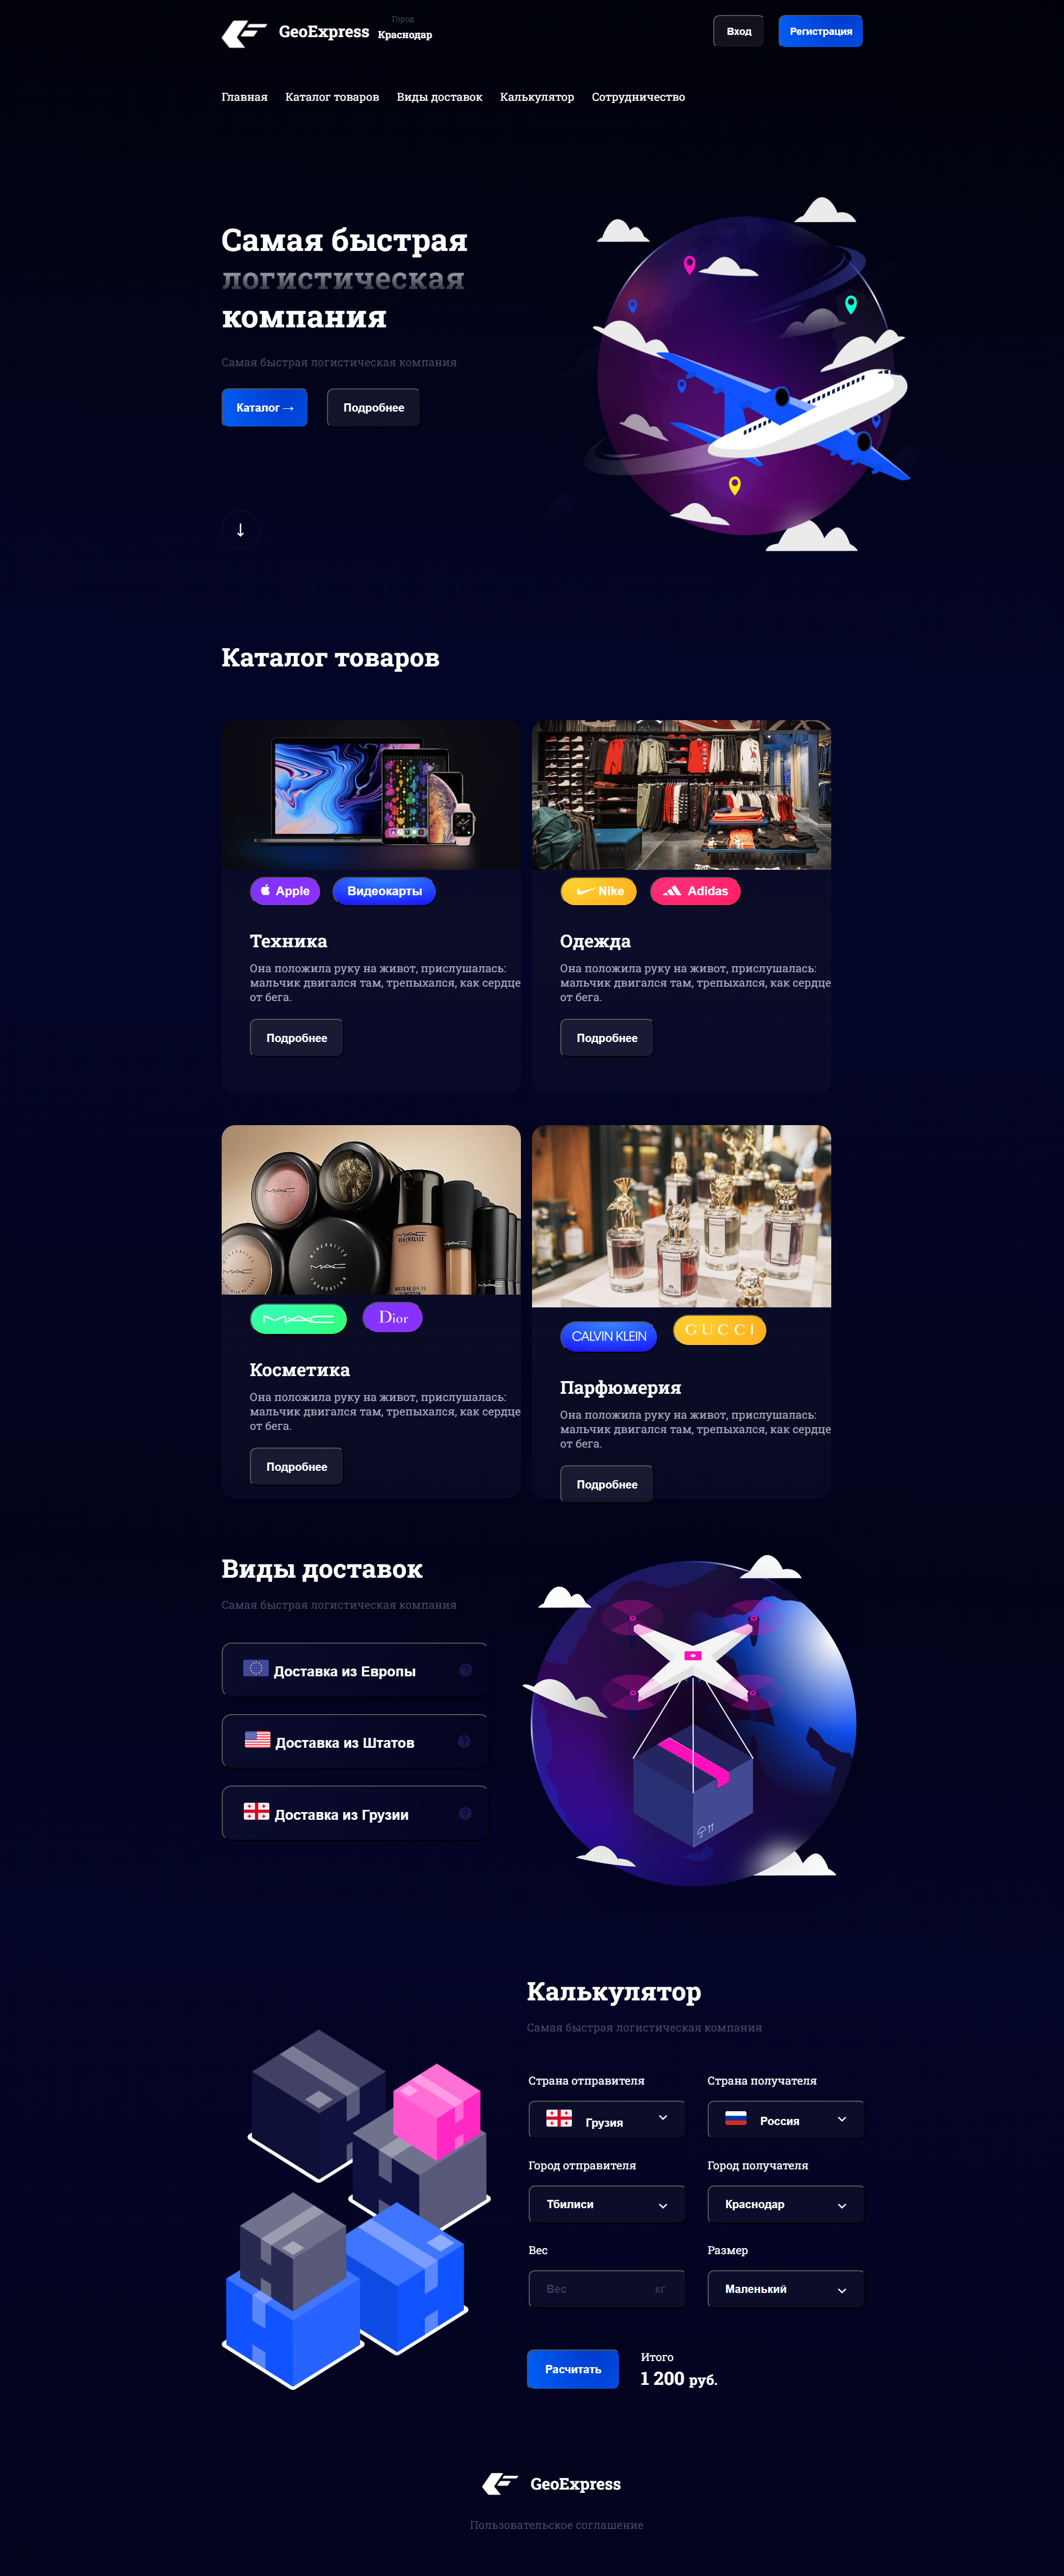 GeoExpress
Город
Краснодар
Вход
Регистрация
Главная
Каталог товаров
Виды доставок
Калькулятор
Сотрудничество
Самая быстрая
логистическая
компания
Самая быстрая логистическая компания
Каталог →
Подробнее
Каталог товаров
Apple
Видеокарты
Техника
Она положила руку на живот, прислушалась:
мальчик двигался там, трепыхался, как сердце
от бега.
Подробнее
Nike
Adidas
Одежда
Она положила руку на живот, прислушалась:
мальчик двигался там, трепыхался, как сердце
от бега.
Подробнее
MAC
Dior
Косметика
Она положила руку на живот, прислушалась:
мальчик двигался там, трепыхался, как сердце
от бега.
Подробнее
CALVIN KLEIN
GUCCI
Парфюмерия
Она положила руку на живот, прислушалась:
мальчик двигался там, трепыхался, как сердце
от бега.
Подробнее
Виды доставок
Самая быстрая логистическая компания
Доставка из Европы
?
Доставка из Штатов
?
Доставка из Грузии
?
Калькулятор
Самая быстрая логистическая компания
Страна отправителя
Страна получателя
Грузия
Россия
Город отправителя
Город получателя
Тбилиси
Краснодар
Вес
Размер
Вес
кг
Маленький
Расчитать
Итого
1 200 руб.
GeoExpress
Пользовательское соглашение